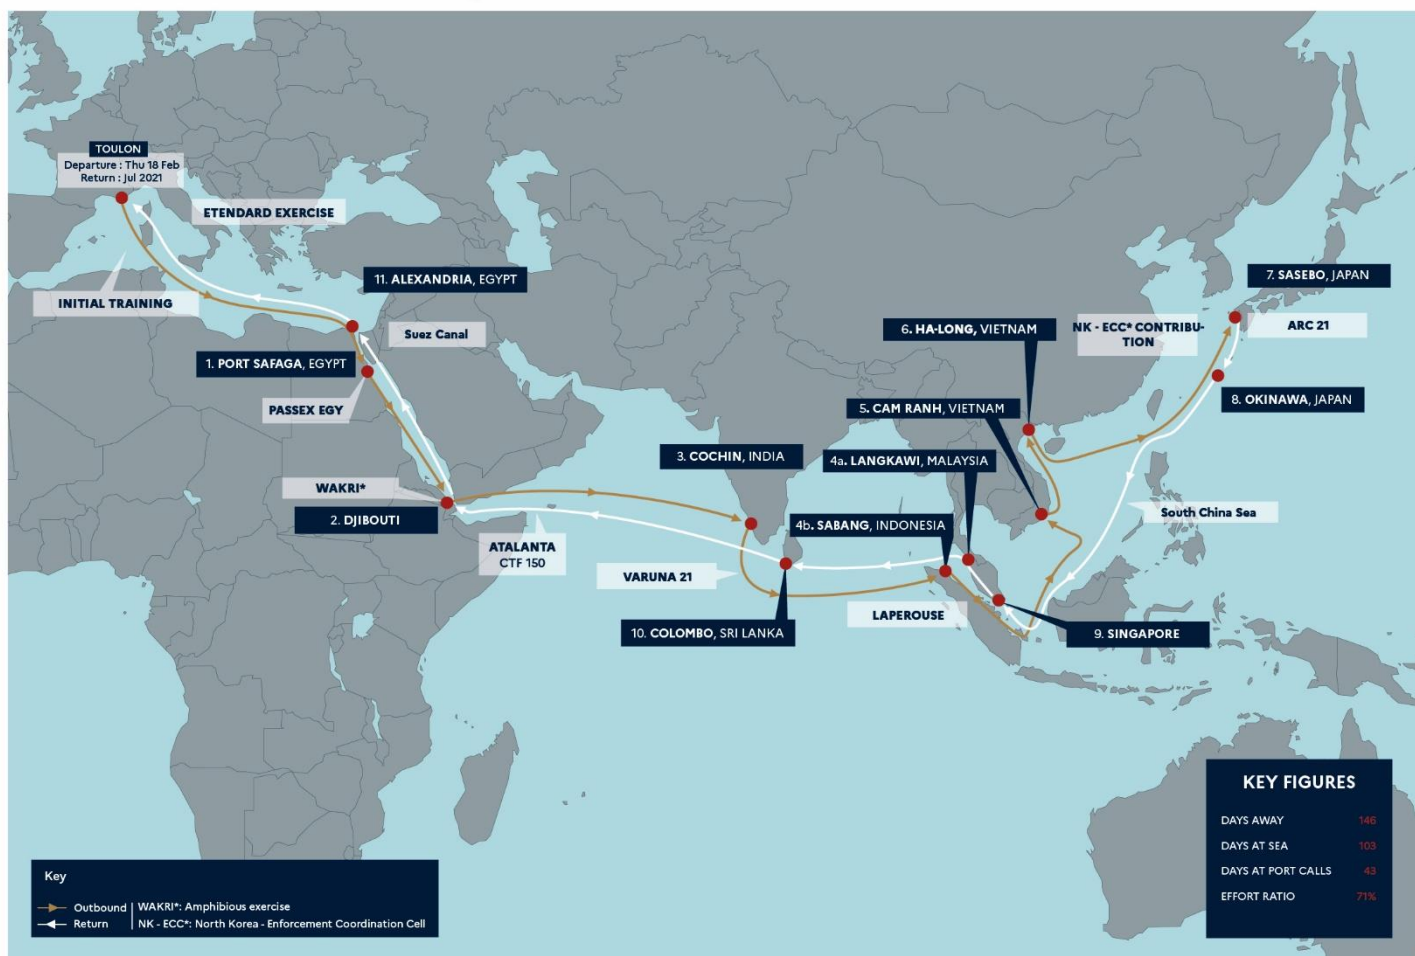 TOULON
Departure : Thu 18 Feb
Return : Jul 2021
ETENDARD EXERCISE
INITIAL TRAINING
11. ALEXANDRIA, EGYPT
Suez Canal
1. PORT SAFAGA, EGYPT
PASSEX EGY
WAKRI*
2. DJIBOUTI
ATALANTA
CTF 150
3. COCHIN, INDIA
VARUNA 21
10. COLOMBO, SRI LANKA
4b. SABANG, INDONESIA
4a. LANGKAWI, MALAYSIA
LAPEROUSE
5. CAM RANH, VIETNAM
6. HA-LONG, VIETNAM
NK - ECC* CONTRIBU-
TION
7. SASEBO, JAPAN
ARC 21
8. OKINAWA, JAPAN
South China Sea
9. SINGAPORE
KEY FIGURES
DAYS AWAY 146
DAYS AT SEA 103
DAYS AT PORT CALLS 43
EFFORT RATIO 71%
Key
Outbound WAKRI*: Amphibious exercise
Return NK - ECC*: North Korea - Enforcement Coordination Cell